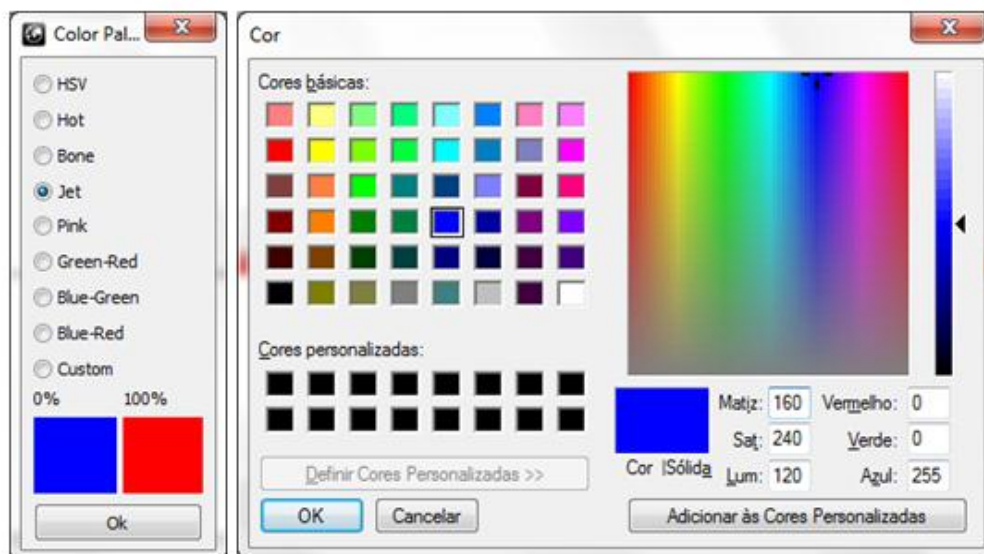 Color Pal...
HSV
Hot
Bone
Jet
Pink
Green-Red
Blue-Green
Blue-Red
Custom
0% 100%
Ok
Cor
Cores básicas:
Cores personalizadas:
Definir Cores Personalizadas >>
OK Cancelar
Matiz: 160 Vermelho: 0
Sat: 240 Verde: 0
Cor |Sólida Lum: 120 Azul: 255
Adicionar às Cores Personalizadas